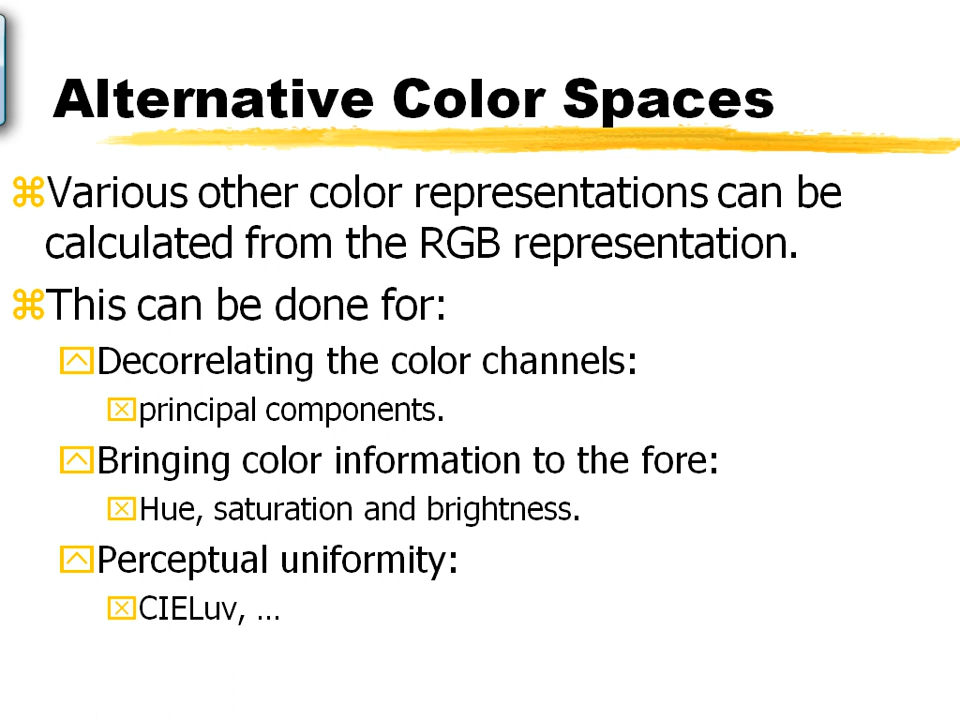 Alternative Color Spaces
Various other color representations can be
calculated from the RGB representation.
This can be done for:
Decorrelating the color channels:
principal components.
Bringing color information to the fore:
Hue, saturation and brightness.
Perceptual uniformity:
CIELuv, ...